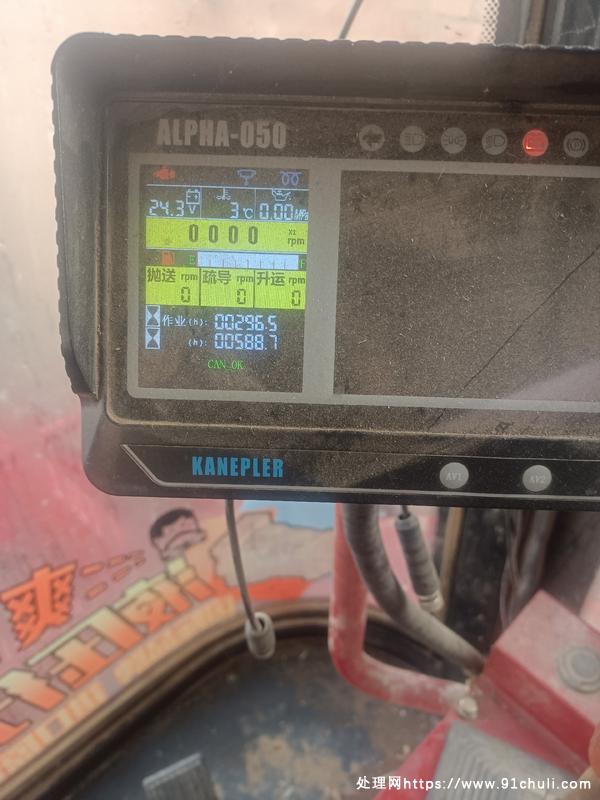 ALPHA-050
24.3V 3℃ 0.00MPa
0000 X1 rpm
E F
抛送 rpm 疏导 rpm 升运 rpm
0 0 0
作业(h): 00296.5
(h): 00588.7
CAN_OK
KANEPLER AV1 AV2
爽
处理网https://www.91chuli.com/